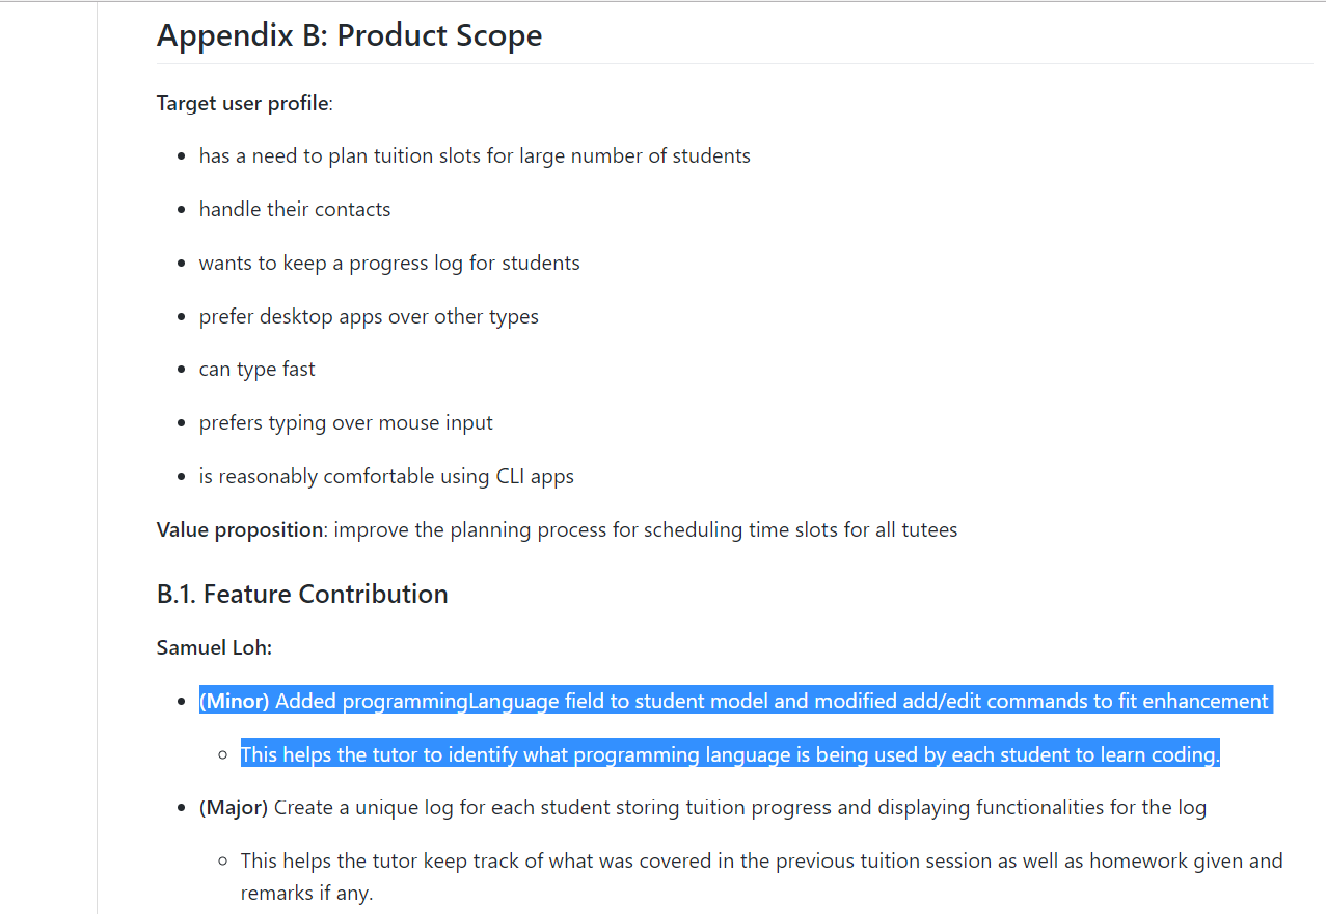 Appendix B: Product Scope
Target user profile:
has a need to plan tuition slots for large number of students
handle their contacts
wants to keep a progress log for students
prefer desktop apps over other types
can type fast
prefers typing over mouse input
is reasonably comfortable using CLI apps
Value proposition: improve the planning process for scheduling time slots for all tutees
B.1. Feature Contribution
Samuel Loh:
(Minor) Added programmingLanguage field to student model and modified add/edit commands to fit enhancement
This helps the tutor to identify what programming language is being used by each student to learn coding.
(Major) Create a unique log for each student storing tuition progress and displaying functionalities for the log
This helps the tutor keep track of what was covered in the previous tuition session as well as homework given and
remarks if any.